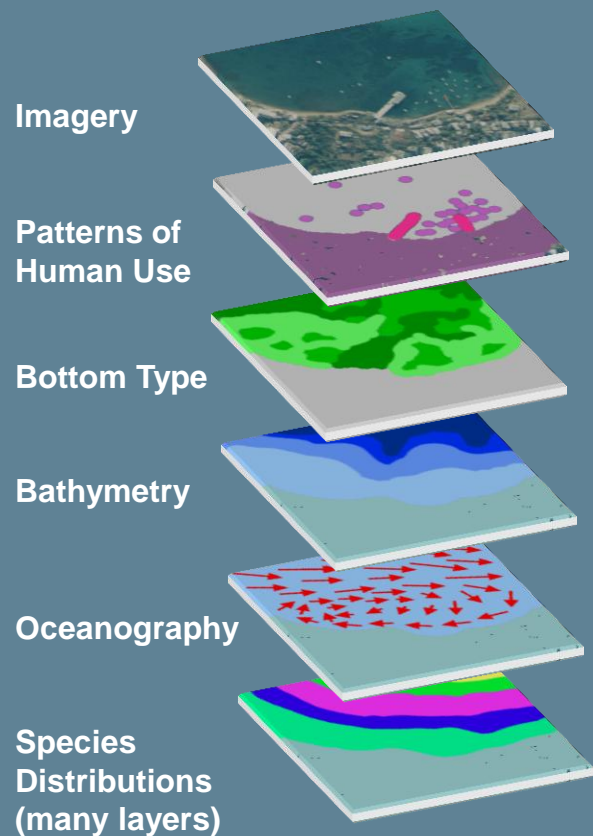 Imagery
Patterns of
Human Use
Bottom Type
Bathymetry
Oceanography
Species
Distributions
(many layers)